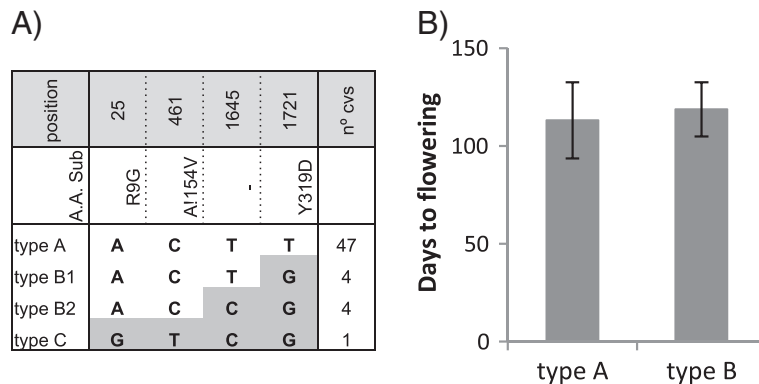 A)
position 25 461 1645 1721 nº cvs
A.A. Sub R9G A!154V - Y319D
type A A C T T 47
type B1 A C T G 4
type B2 A C C G 4
type C G T C G 1
B)
Days to flowering
150
100
50
0
type A type B